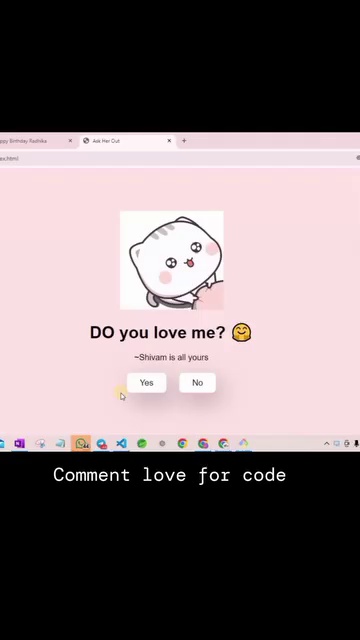 ppy Birthday Radhika
Ask Her Out
ex.html
DO you love me? 🤗
~Shivam is all yours
Yes
No
Comment love for code